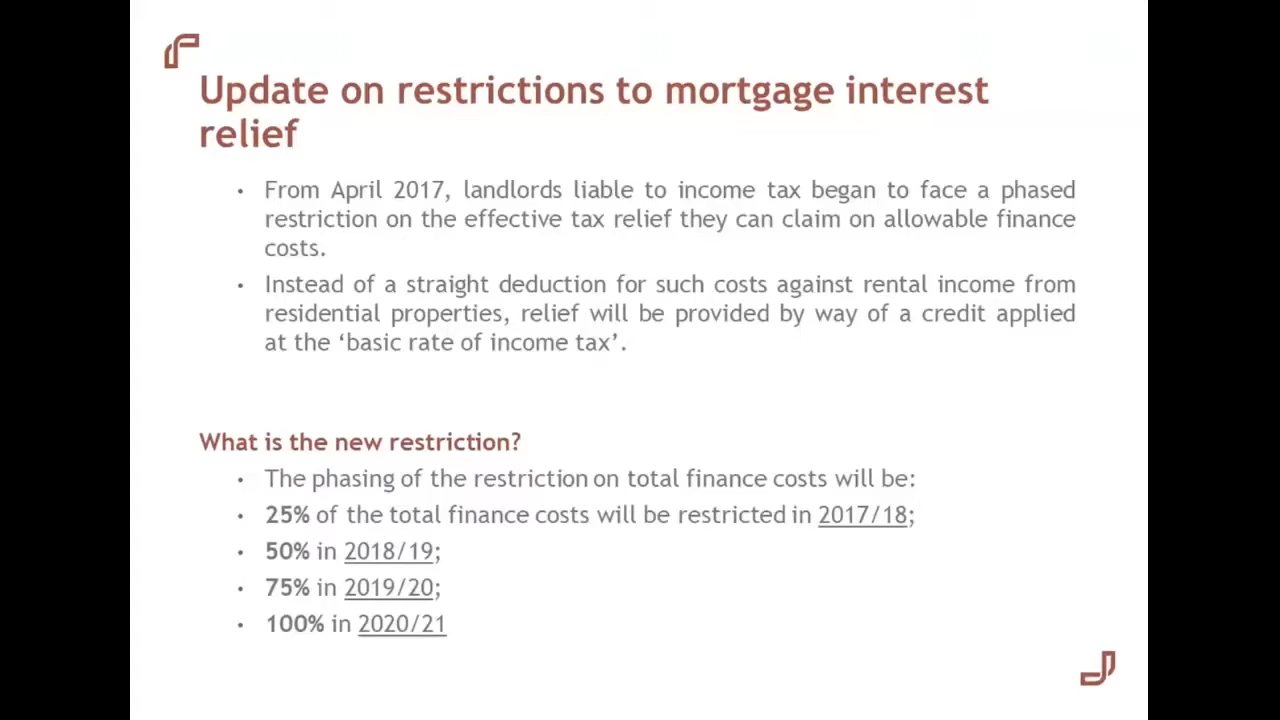 Update on restrictions to mortgage interest
relief
• From April 2017, landlords liable to income tax began to face a phased
restriction on the effective tax relief they can claim on allowable finance
costs.
• Instead of a straight deduction for such costs against rental income from
residential properties, relief will be provided by way of a credit applied
at the ‘basic rate of income tax’.
What is the new restriction?
• The phasing of the restriction on total finance costs will be:
• 25% of the total finance costs will be restricted in 2017/18;
• 50% in 2018/19;
• 75% in 2019/20;
• 100% in 2020/21